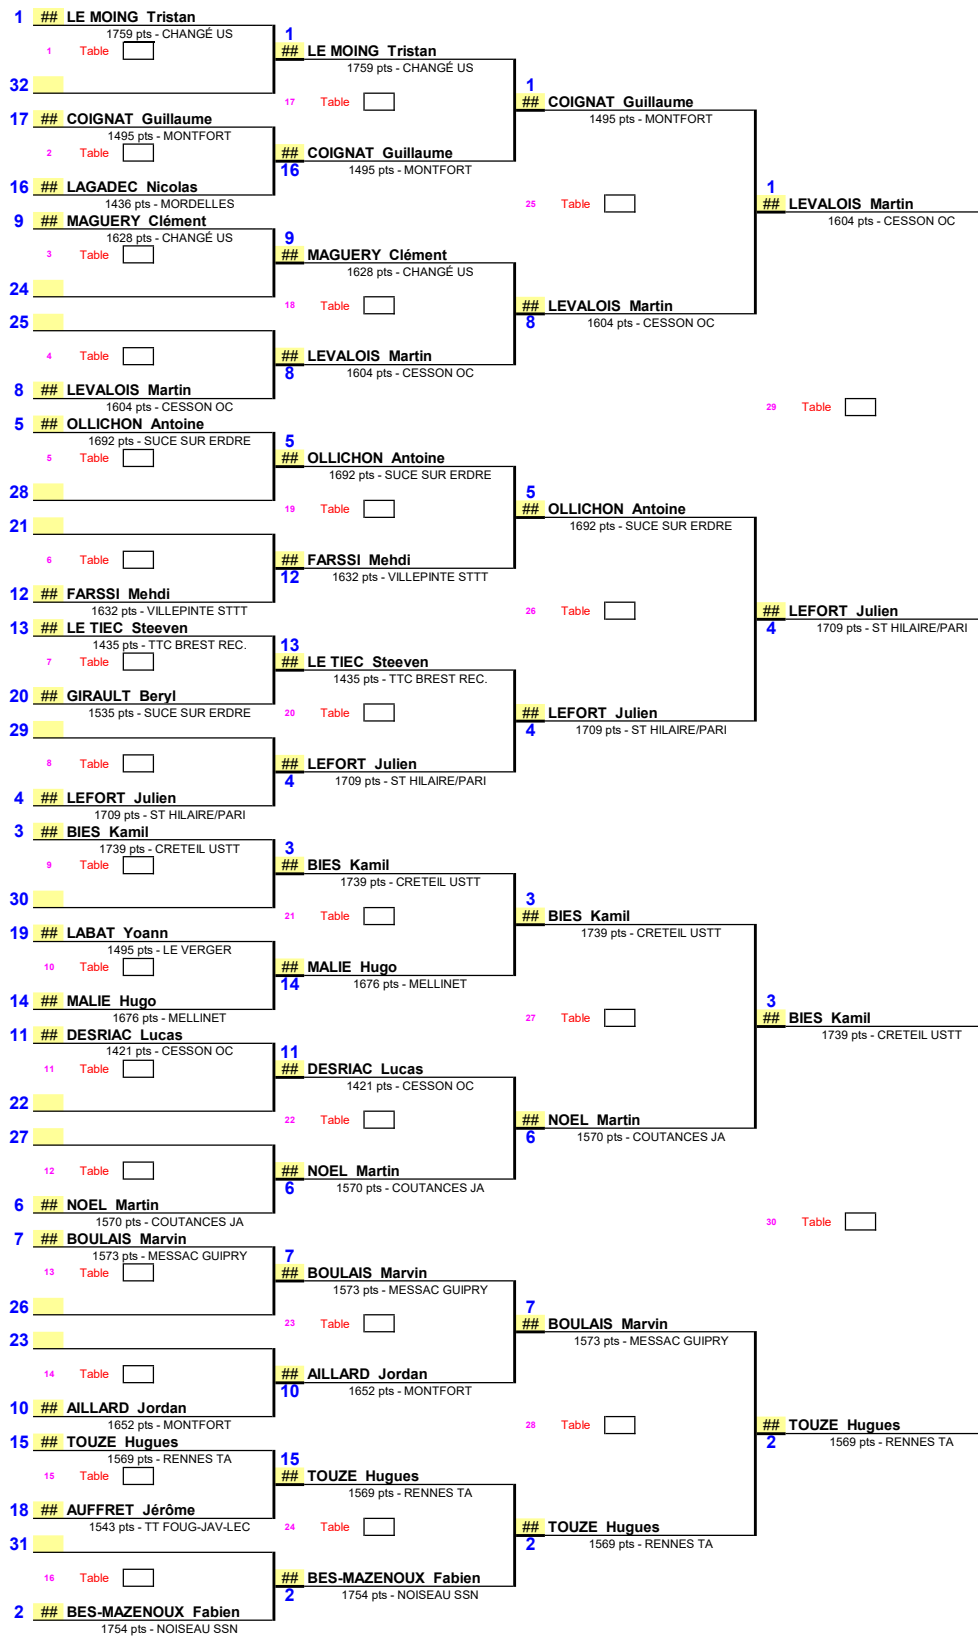 1 ## LE MOING Tristan
1759 pts - CHANGÉ US
1 Table
32
17 ## COIGNAT Guillaume
1495 pts - MONTFORT
2 Table
16 ## LAGADEC Nicolas
1436 pts - MORDELLES
9 ## MAGUERY Clément
1628 pts - CHANGÉ US
3 Table
24
25
4 Table
8 ## LEVALOIS Martin
1604 pts - CESSON OC
5 ## OLLICHON Antoine
1692 pts - SUCE SUR ERDRE
5 Table
28
21
6 Table
12 ## FARSSI Mehdi
1632 pts - VILLEPINTE STTT
13 ## LE TIEC Steeven
1435 pts - TTC BREST REC.
7 Table
20 ## GIRAULT Beryl
1535 pts - SUCE SUR ERDRE
29
8 Table
4 ## LEFORT Julien
1709 pts - ST HILAIRE/PARI
3 ## BIES Kamil
1739 pts - CRETEIL USTT
9 Table
30
19 ## LABAT Yoann
1495 pts - LE VERGER
10 Table
14 ## MALIE Hugo
1676 pts - MELLINET
11 ## DESRIAC Lucas
1421 pts - CESSON OC
11 Table
22
27
12 Table
6 ## NOEL Martin
1570 pts - COUTANCES JA
7 ## BOULAIS Marvin
1573 pts - MESSAC GUIPRY
13 Table
26
23
14 Table
10 ## AILLARD Jordan
1652 pts - MONTFORT
15 ## TOUZE Hugues
1569 pts - RENNES TA
15 Table
18 ## AUFFRET Jérôme
1543 pts - TT FOUG-JAV-LEC
31
16 Table
2 ## BES-MAZENOUX Fabien
1754 pts - NOISEAU SSN
1
## LE MOING Tristan
1759 pts - CHANGÉ US
17 Table
## COIGNAT Guillaume
16 1495 pts - MONTFORT
9
## MAGUERY Clément
1628 pts - CHANGÉ US
18 Table
## LEVALOIS Martin
8 1604 pts - CESSON OC
5
## OLLICHON Antoine
1692 pts - SUCE SUR ERDRE
19 Table
## FARSSI Mehdi
12 1632 pts - VILLEPINTE STTT
13
## LE TIEC Steeven
1435 pts - TTC BREST REC.
20 Table
## LEFORT Julien
4 1709 pts - ST HILAIRE/PARI
3
## BIES Kamil
1739 pts - CRETEIL USTT
21 Table
## MALIE Hugo
14 1676 pts - MELLINET
11
## DESRIAC Lucas
1421 pts - CESSON OC
22 Table
## NOEL Martin
6 1570 pts - COUTANCES JA
7
## BOULAIS Marvin
1573 pts - MESSAC GUIPRY
23 Table
## AILLARD Jordan
10 1652 pts - MONTFORT
15
## TOUZE Hugues
1569 pts - RENNES TA
24 Table
## BES-MAZENOUX Fabien
2 1754 pts - NOISEAU SSN
1
## COIGNAT Guillaume
1495 pts - MONTFORT
25 Table
## LEVALOIS Martin
8 1604 pts - CESSON OC
5
## OLLICHON Antoine
1692 pts - SUCE SUR ERDRE
26 Table
## LEFORT Julien
4 1709 pts - ST HILAIRE/PARI
3
## BIES Kamil
1739 pts - CRETEIL USTT
27 Table
## NOEL Martin
6 1570 pts - COUTANCES JA
7
## BOULAIS Marvin
1573 pts - MESSAC GUIPRY
28 Table
## TOUZE Hugues
2 1569 pts - RENNES TA
1
## LEVALOIS Martin
1604 pts - CESSON OC
29 Table
## LEFORT Julien
4 1709 pts - ST HILAIRE/PARI
3
## BIES Kamil
1739 pts - CRETEIL USTT
30 Table
## TOUZE Hugues
2 1569 pts - RENNES TA